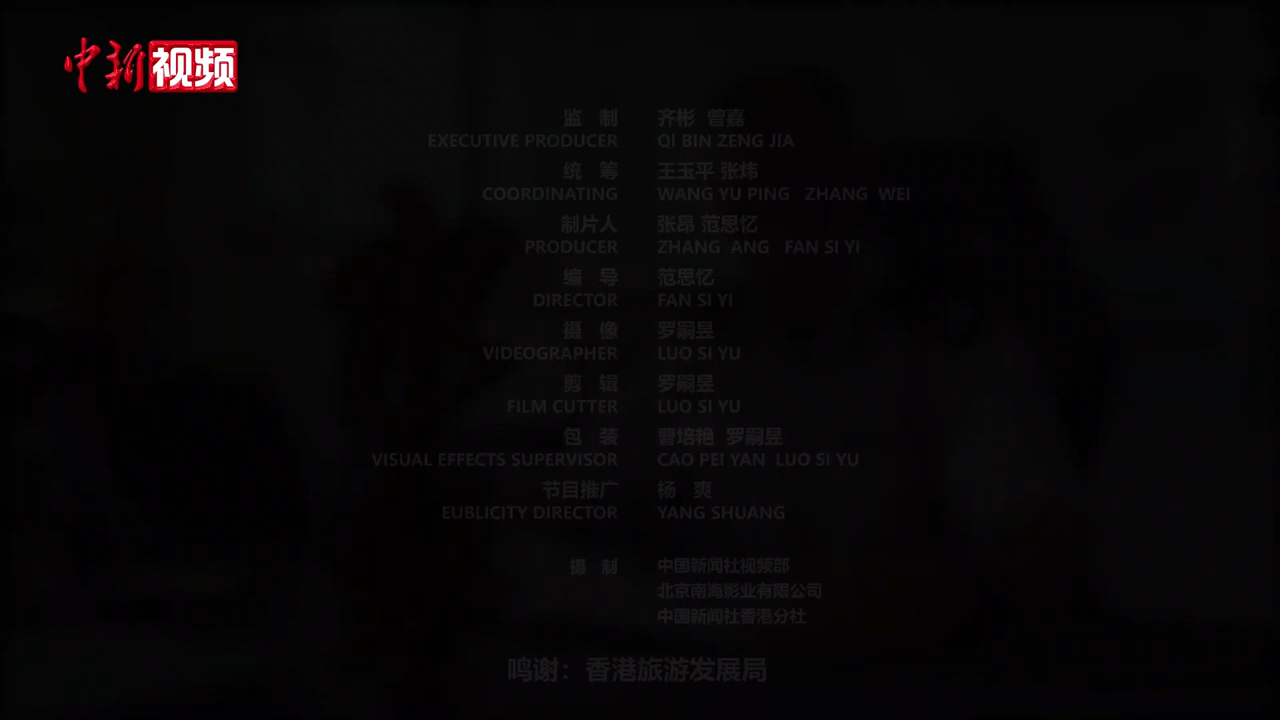 中新视频
监 制 齐彬 曾嘉
EXECUTIVE PRODUCER QI BIN ZENG JIA
统 筹 王玉平 张炜
COORDINATING WANG YU PING ZHANG WEI
制片人 张昂 范思忆
PRODUCER ZHANG ANG FAN SI YI
编 导 范思忆
DIRECTOR FAN SI YI
摄 像 罗嗣昱
VIDEOGRAPHER LUO SI YU
剪 辑 罗嗣昱
FILM CUTTER LUO SI YU
包 装 曹培艳 罗嗣昱
VISUAL EFFECTS SUPERVISOR CAO PEI YAN LUO SI YU
节目推广 杨 爽
EUBLICITY DIRECTOR YANG SHUANG
摄 制 中国新闻社视频部
北京南海影业有限公司
中国新闻社香港分社
鸣谢：香港旅游发展局